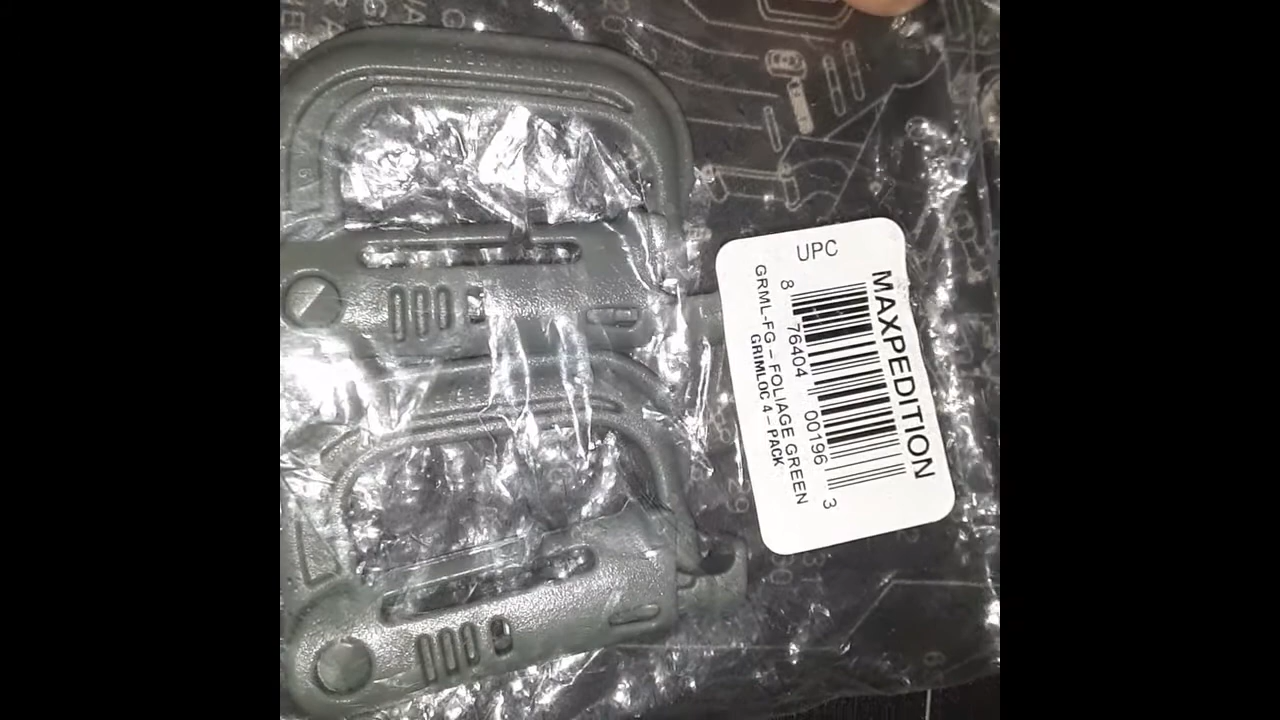 UPC
MAXPEDITION
8 76404 00196 3
GRML-FG – FOLIAGE GREEN
GRIMLOC 4 – PACK